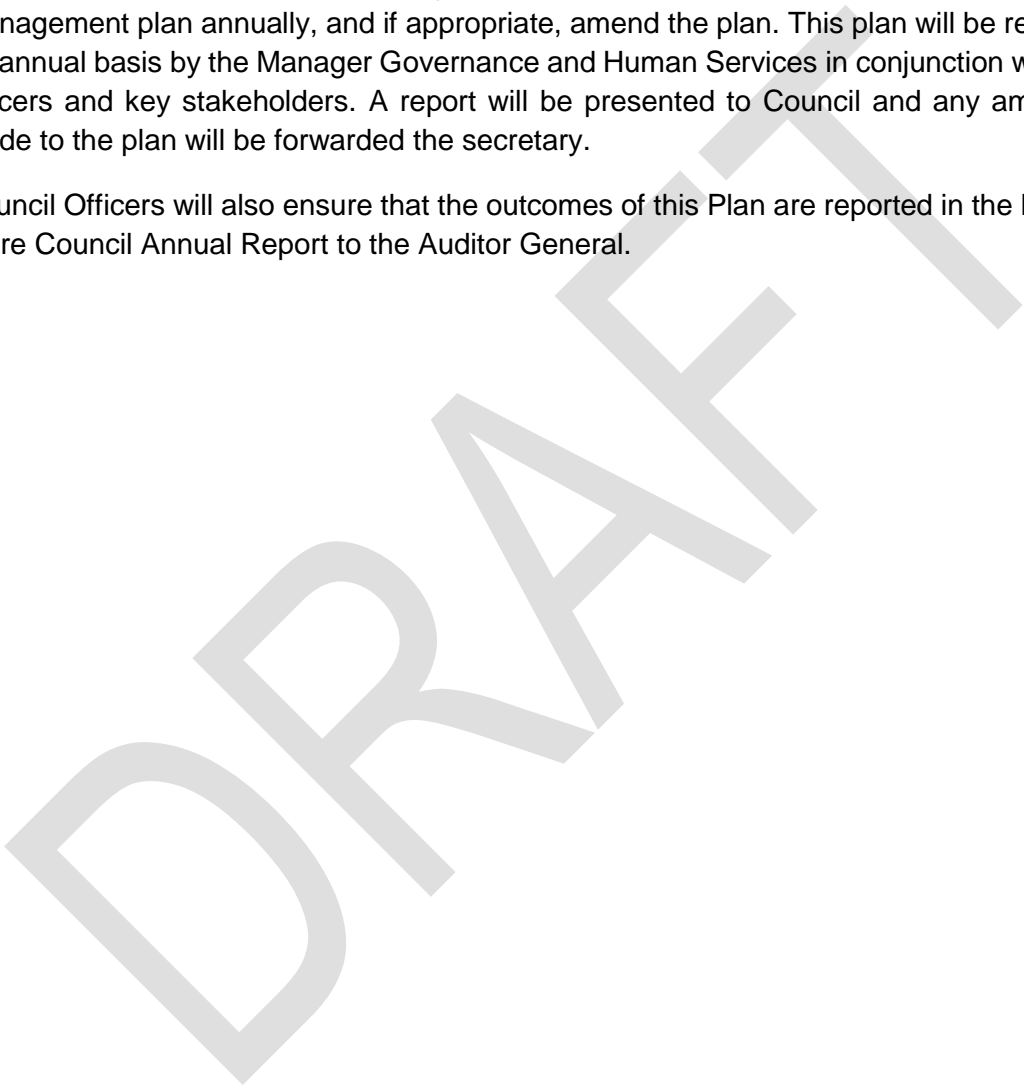 nagement plan annually, and if appropriate, amend the plan. This plan will be re
annual basis by the Manager Governance and Human Services in conjunction w
cers and key stakeholders. A report will be presented to Council and any am
de to the plan will be forwarded the secretary.
uncil Officers will also ensure that the outcomes of this Plan are reported in the
re Council Annual Report to the Auditor General.
DRAFT